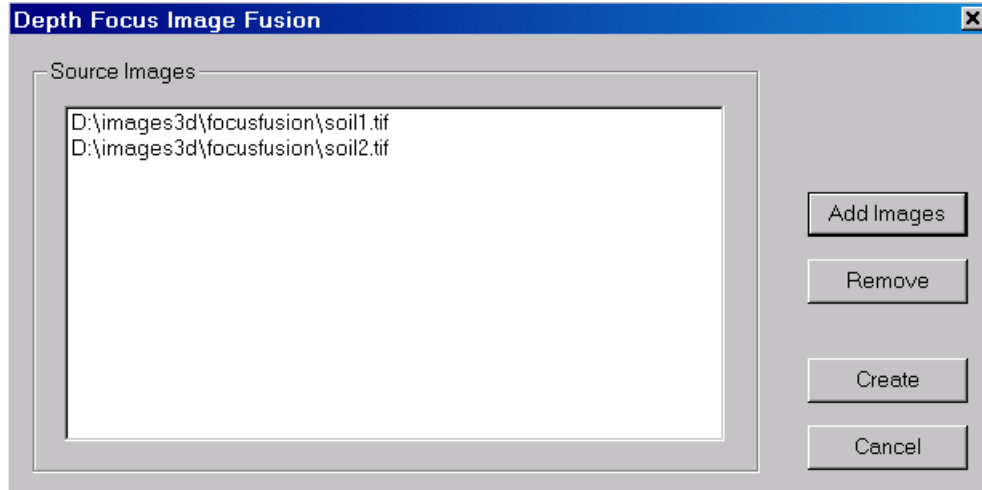 Depth Focus Image Fusion
Source Images
D:\images3d\focusfusion\soil1.tif
D:\images3d\focusfusion\soil2.tif
Add Images
Remove
Create
Cancel